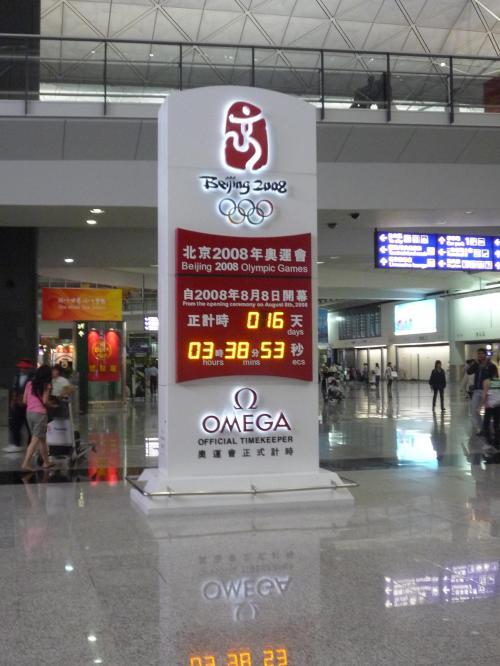 Beijing 2008
北京2008年奧運會
Beijing 2008 Olympic Games
自2008年8月8日開幕
From the opening ceremony on August 8th, 2008
正計時 016 天
days
03 時 38 分 53 秒
hours mins ecs
Ω
OMEGA
OFFICIAL TIMEKEEPER
奧運會正式計時